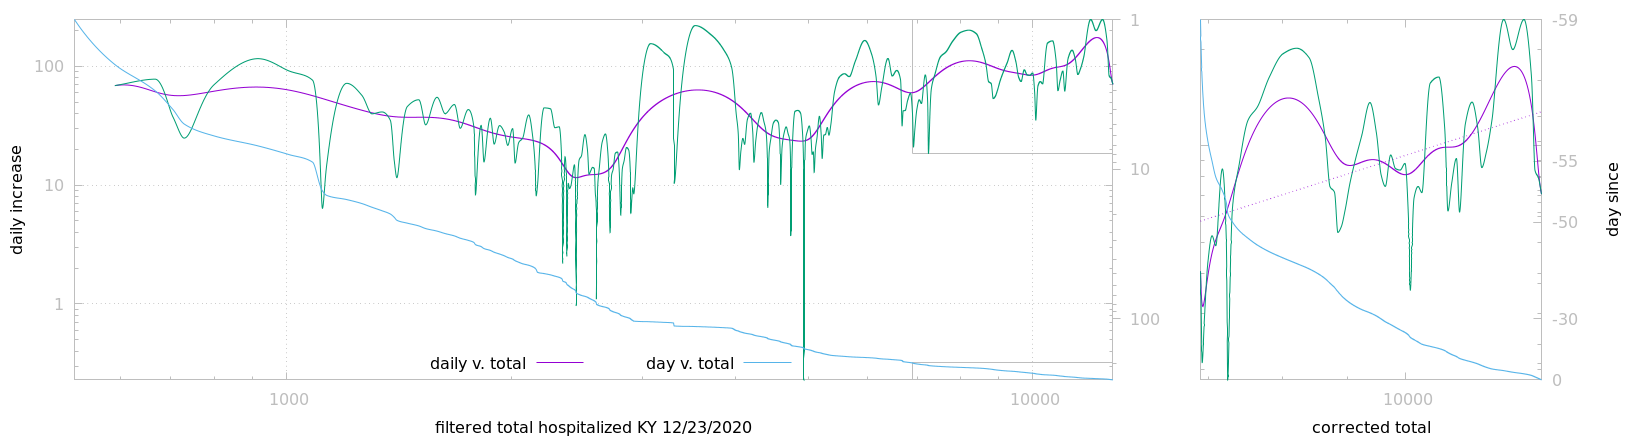 daily increase
100
10
1
1
10
100
daily v. total
day v. total
1000
10000
filtered total hospitalized KY 12/23/2020
-59
-55
-50
-30
0
day since
10000
corrected total